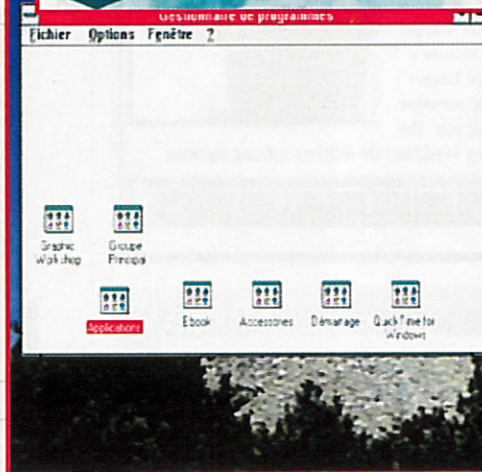 Gestionnaire de programmes
Fichier Options Fenêtre ?
Graphic Workshop
Groupe Principal
Applications
Ebook
Accessoires
Démarrage
QuickTime for Windows